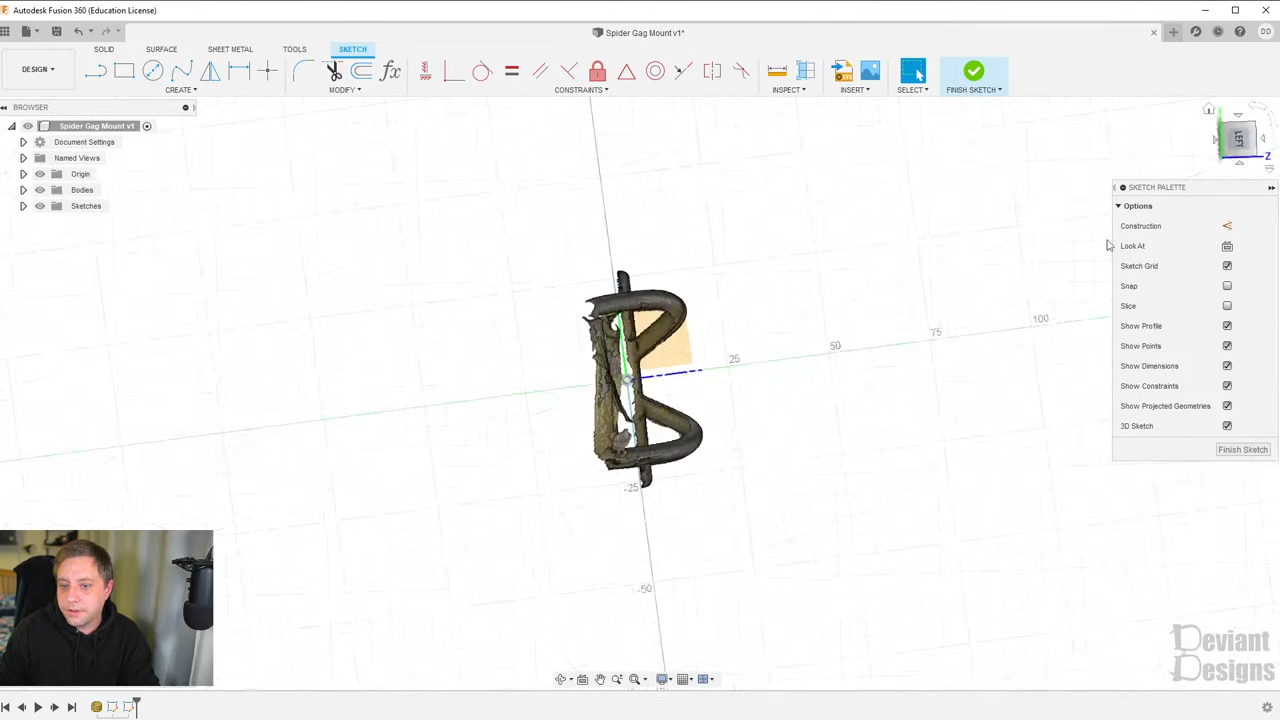 Autodesk Fusion 360 (Education License)
Spider Gag Mount v1*
DD
DESIGN
SOLID SURFACE SHEET METAL TOOLS SKETCH
CREATE MODIFY CONSTRAINTS INSPECT INSERT SELECT FINISH SKETCH
BROWSER
Spider Gag Mount v1
Document Settings
Named Views
Origin
Bodies
Sketches
LEFT
Z
SKETCH PALETTE
Options
Construction
Look At
Sketch Grid
Snap
Slice
Show Profile
Show Points
Show Dimensions
Show Constraints
Show Projected Geometries
3D Sketch
Finish Sketch
25
50
75
100
-25
-50
Deviant
Designs